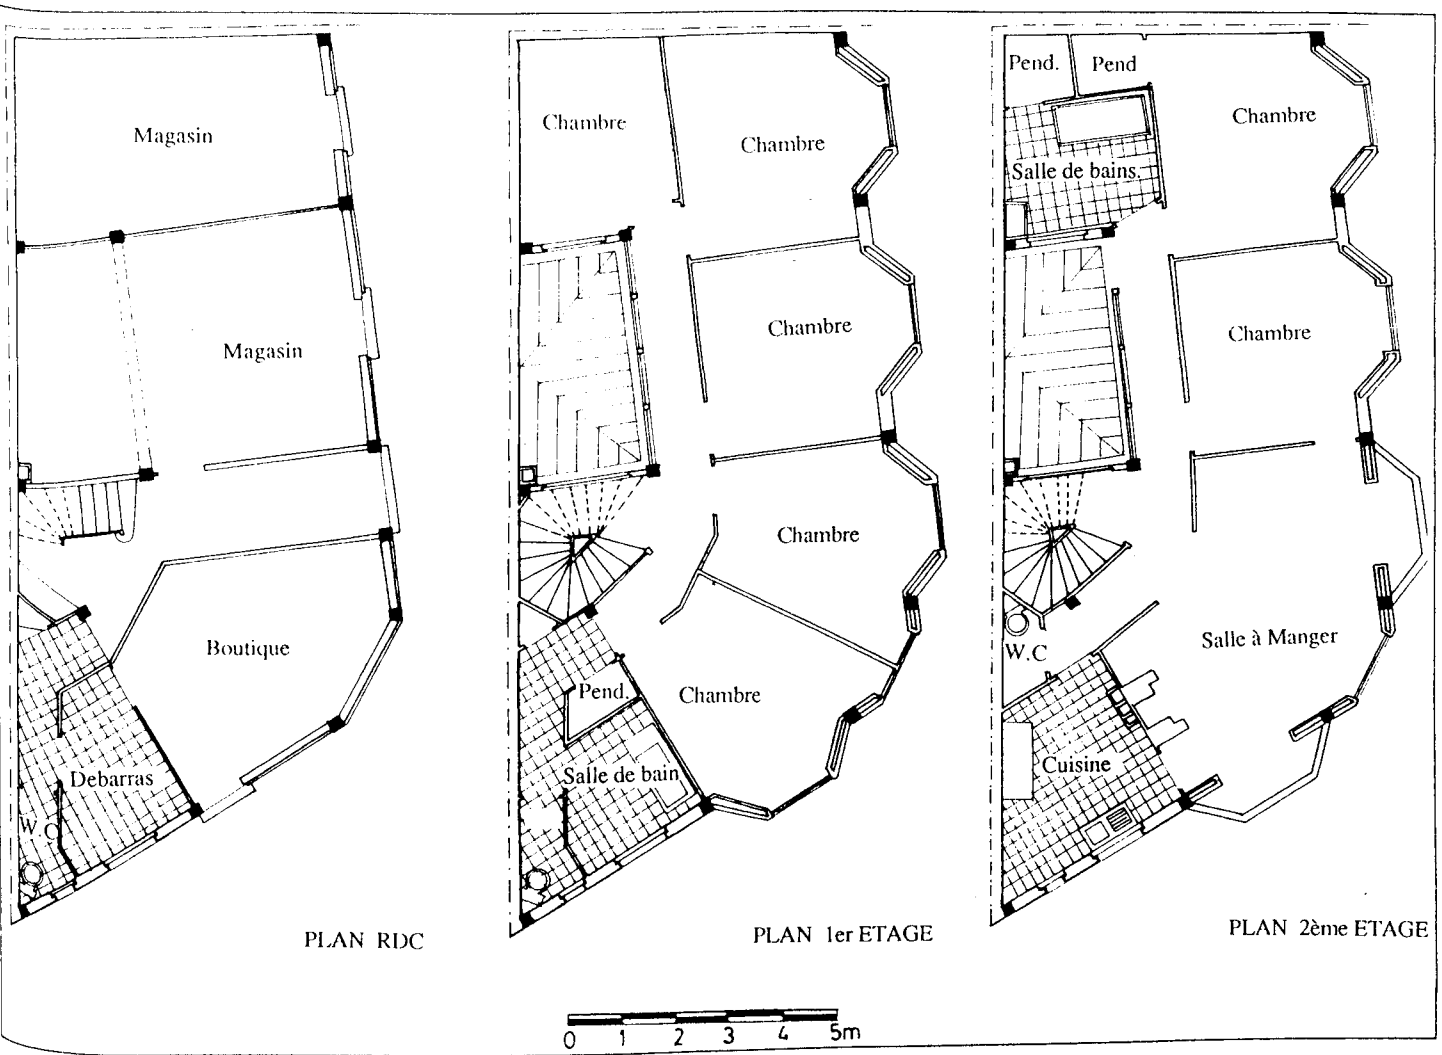 Magasin
Magasin
Boutique
Debarras
W.C
PLAN RDC
Chambre
Chambre
Chambre
Chambre
Pend.
Chambre
Salle de bain
PLAN 1er ETAGE
Pend.
Pend
Chambre
Salle de bains.
Chambre
Salle à Manger
W.C
Cuisine
PLAN 2ème ETAGE
0 1 2 3 4 5m